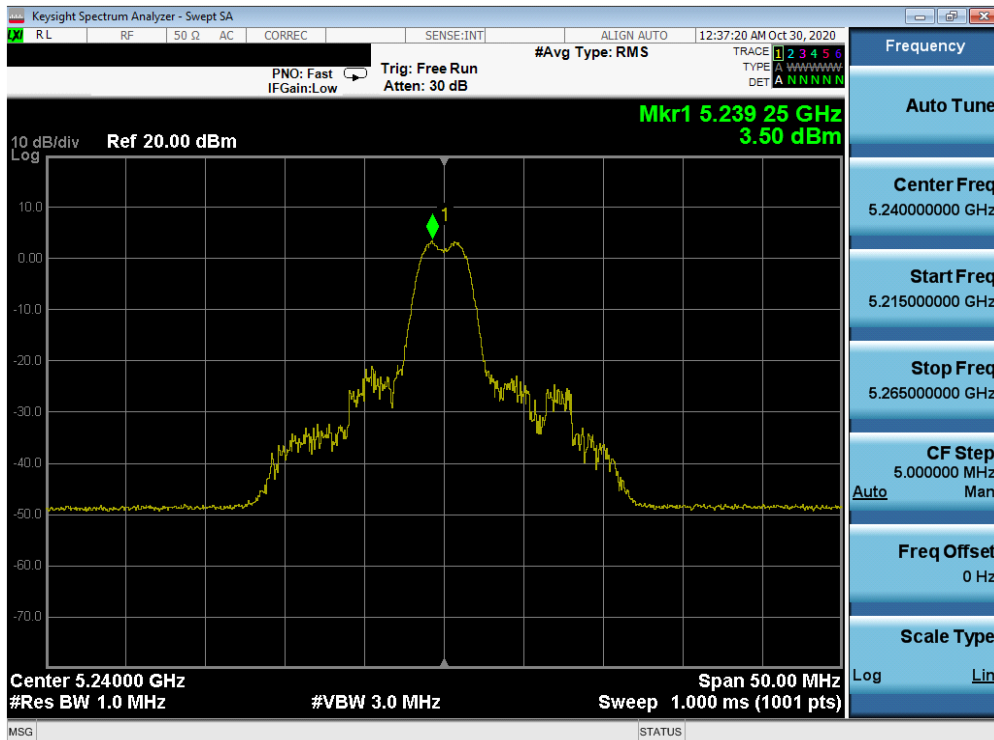 Keysight Spectrum Analyzer - Swept SA
LXI RL RF 50 Ω AC CORREC SENSE:INT ALIGN AUTO 12:37:20 AM Oct 30, 2020
PNO: Fast
IFGain:Low
Trig: Free Run
Atten: 30 dB
#Avg Type: RMS
TRACE 1 2 3 4 5 6
TYPE A WWWWWW
DET A N N N N N
Mkr1 5.239 25 GHz
3.50 dBm
10 dB/div Ref 20.00 dBm
Log
10.0
0.00
-10.0
-20.0
-30.0
-40.0
-50.0
-60.0
-70.0
1
Center 5.24000 GHz Span 50.00 MHz
#Res BW 1.0 MHz #VBW 3.0 MHz Sweep 1.000 ms (1001 pts)
MSG STATUS
Frequency
Auto Tune
Center Freq
5.240000000 GHz
Start Freq
5.215000000 GHz
Stop Freq
5.265000000 GHz
CF Step
5.000000 MHz
Auto Man
Freq Offset
0 Hz
Scale Type
Log Lin